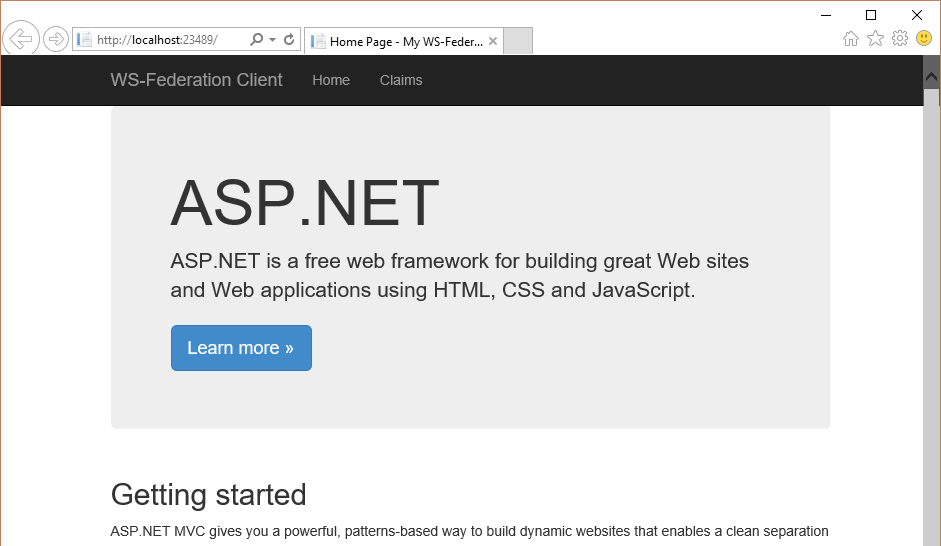 http://localhost:23489/
Home Page - My WS-Feder...
WS-Federation Client Home Claims
ASP.NET
ASP.NET is a free web framework for building great Web sites
and Web applications using HTML, CSS and JavaScript.
Learn more »
Getting started
ASP.NET MVC gives you a powerful, patterns-based way to build dynamic websites that enables a clean separation